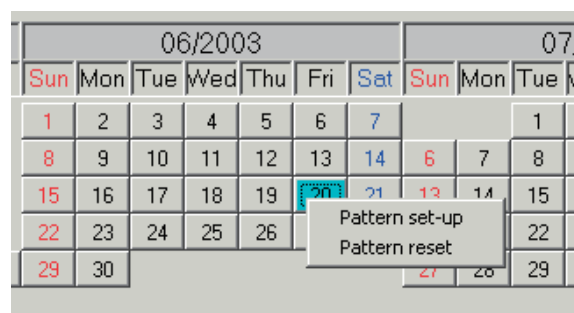 06/2003 07
Sun Mon Tue Wed Thu Fri Sat Sun Mon Tue
1 2 3 4 5 6 7 1
8 9 10 11 12 13 14 6 7 8
15 16 17 18 19 20 21 13 14 15
Pattern set-up
22 23 24 25 26 22
Pattern reset
29 30 27 28 29